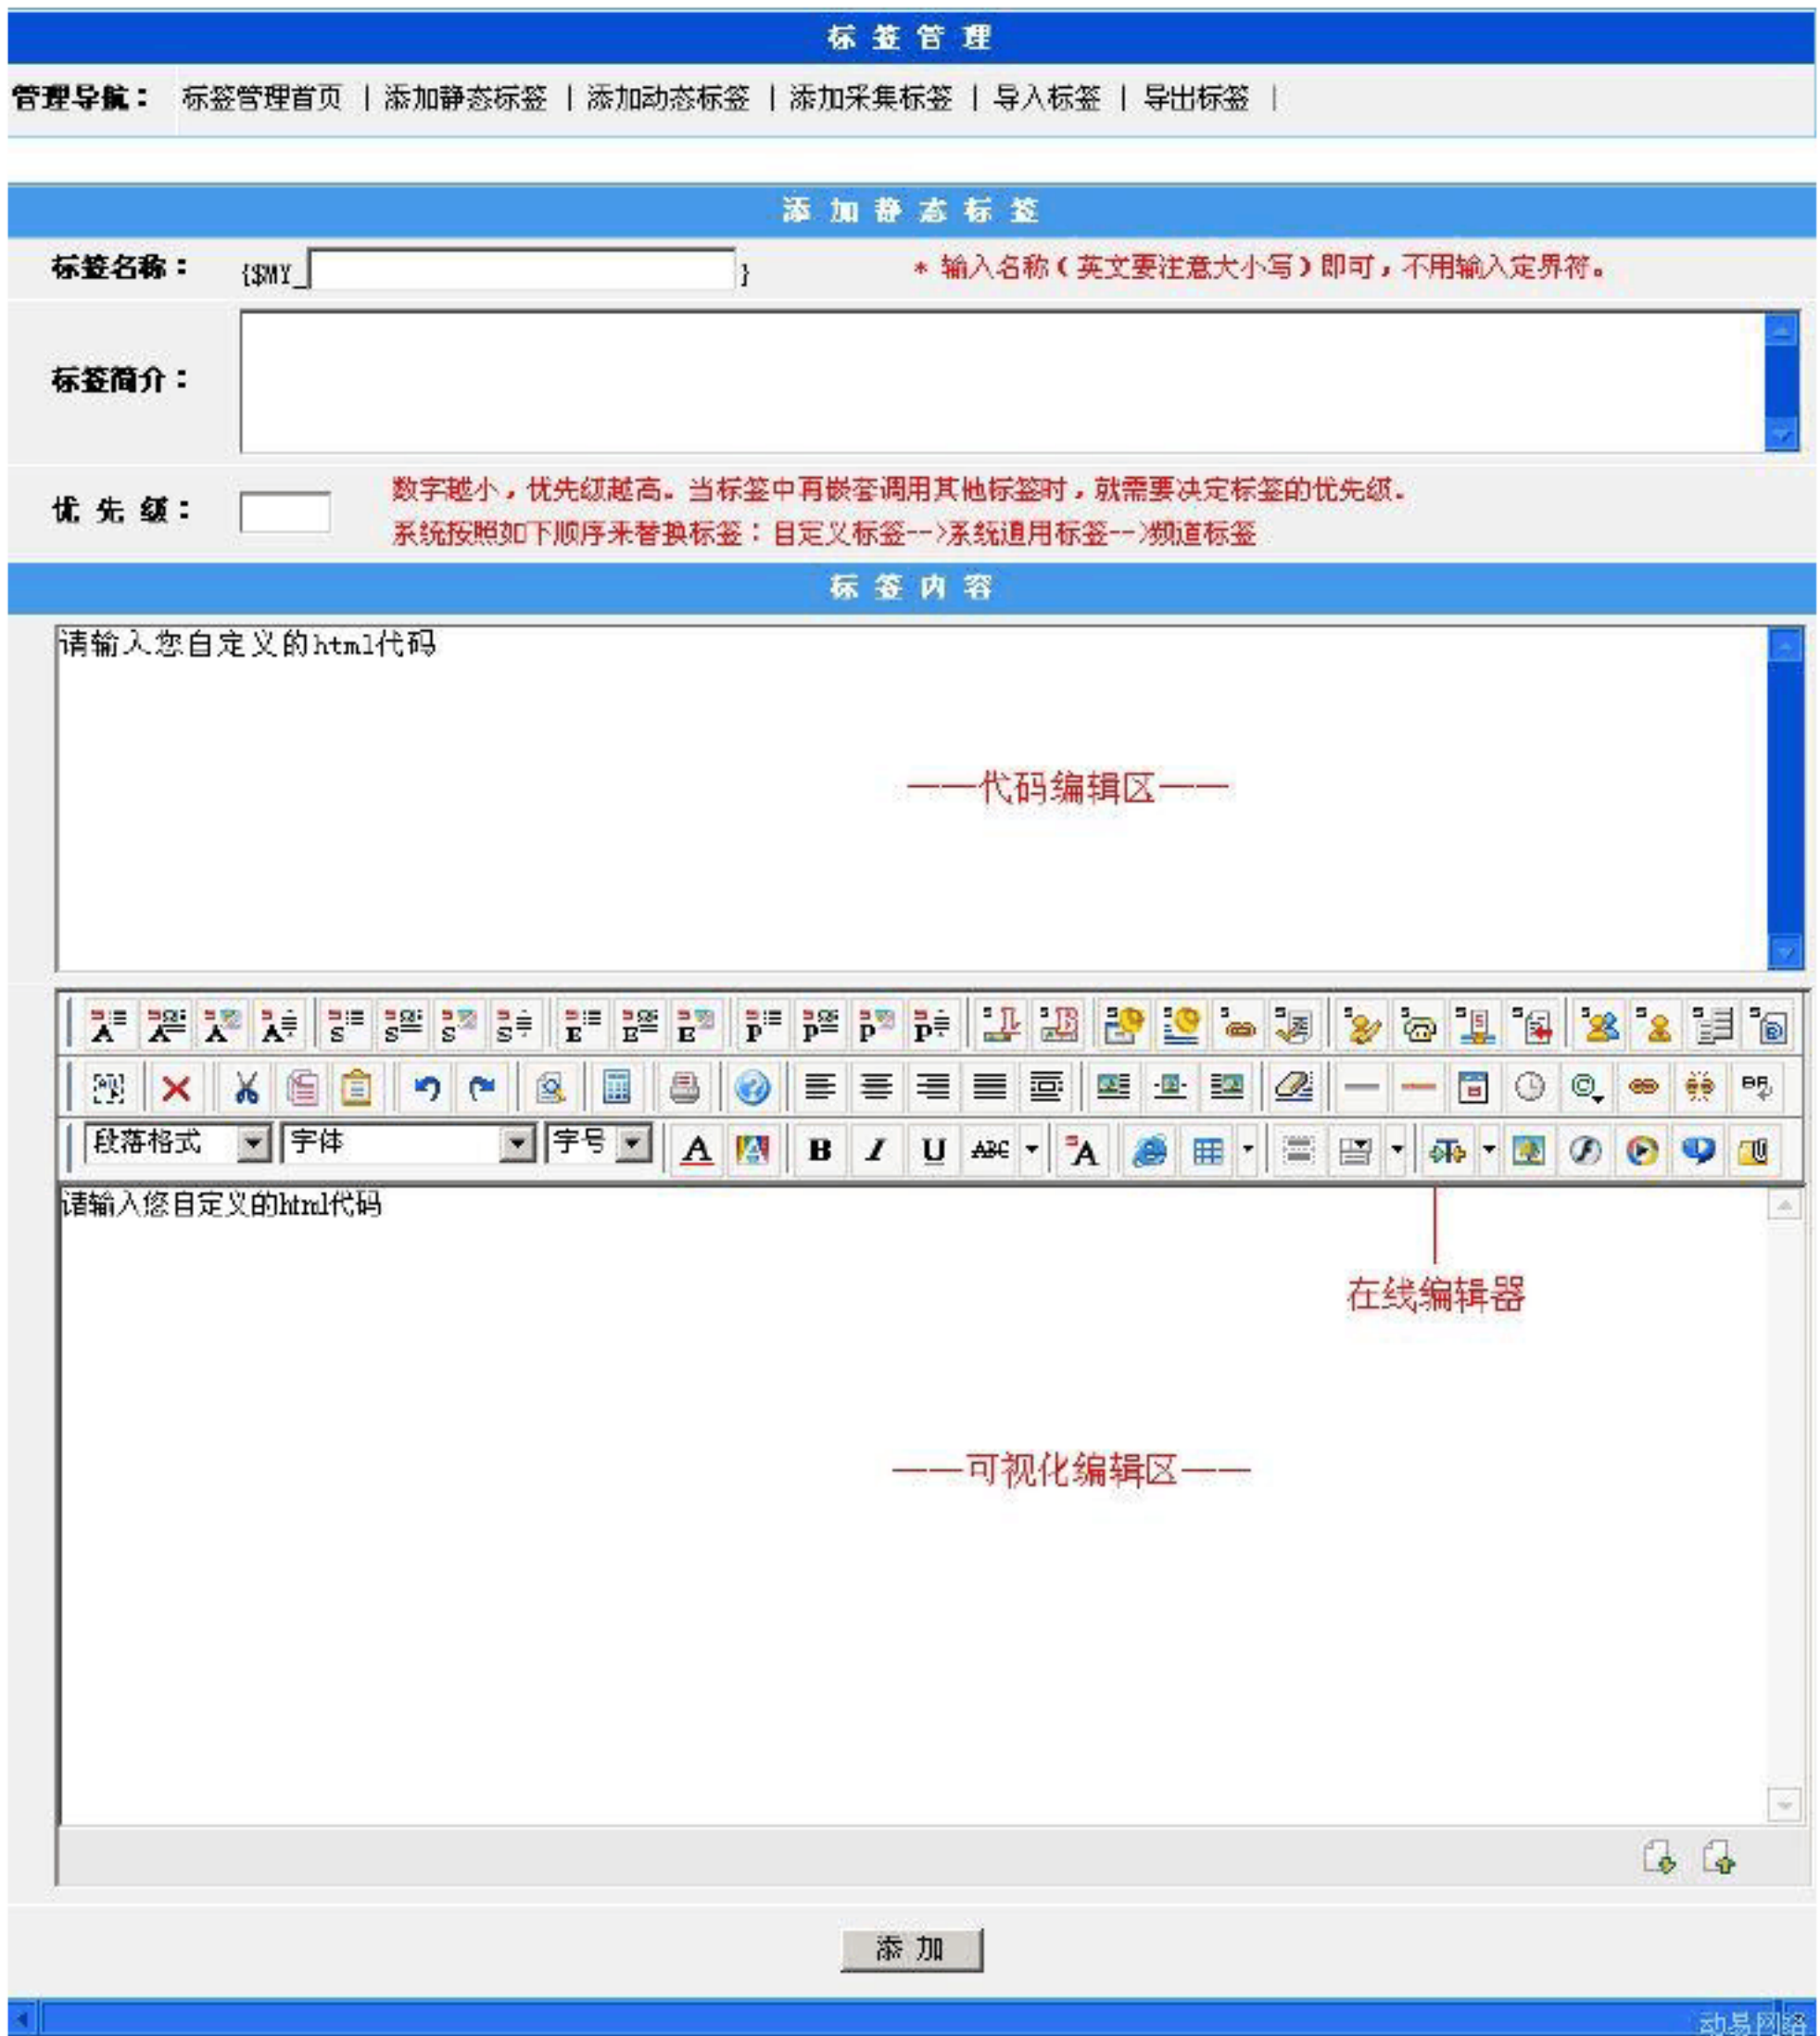 标签管理
管理导航： 标签管理首页 | 添加静态标签 | 添加动态标签 | 添加采集标签 | 导入标签 | 导出标签 |
添加静态标签
标签名称： {$MY_ } * 输入名称（英文要注意大小写）即可，不用输入定界符。
标签简介：
优先级： 数字越小，优先级越高。当标签中再嵌套调用其他标签时，就需要决定标签的优先级。
系统按照如下顺序来替换标签：自定义标签-->系统通用标签-->频道标签
标签内容
请输入您自定义的html代码
——代码编辑区——
A A A A S S S S E E E P P P P
BR
段落格式 字体 字号 A A B I U ABC A
请输入您自定义的html代码
在线编辑器
——可视化编辑区——
添加
动易网络